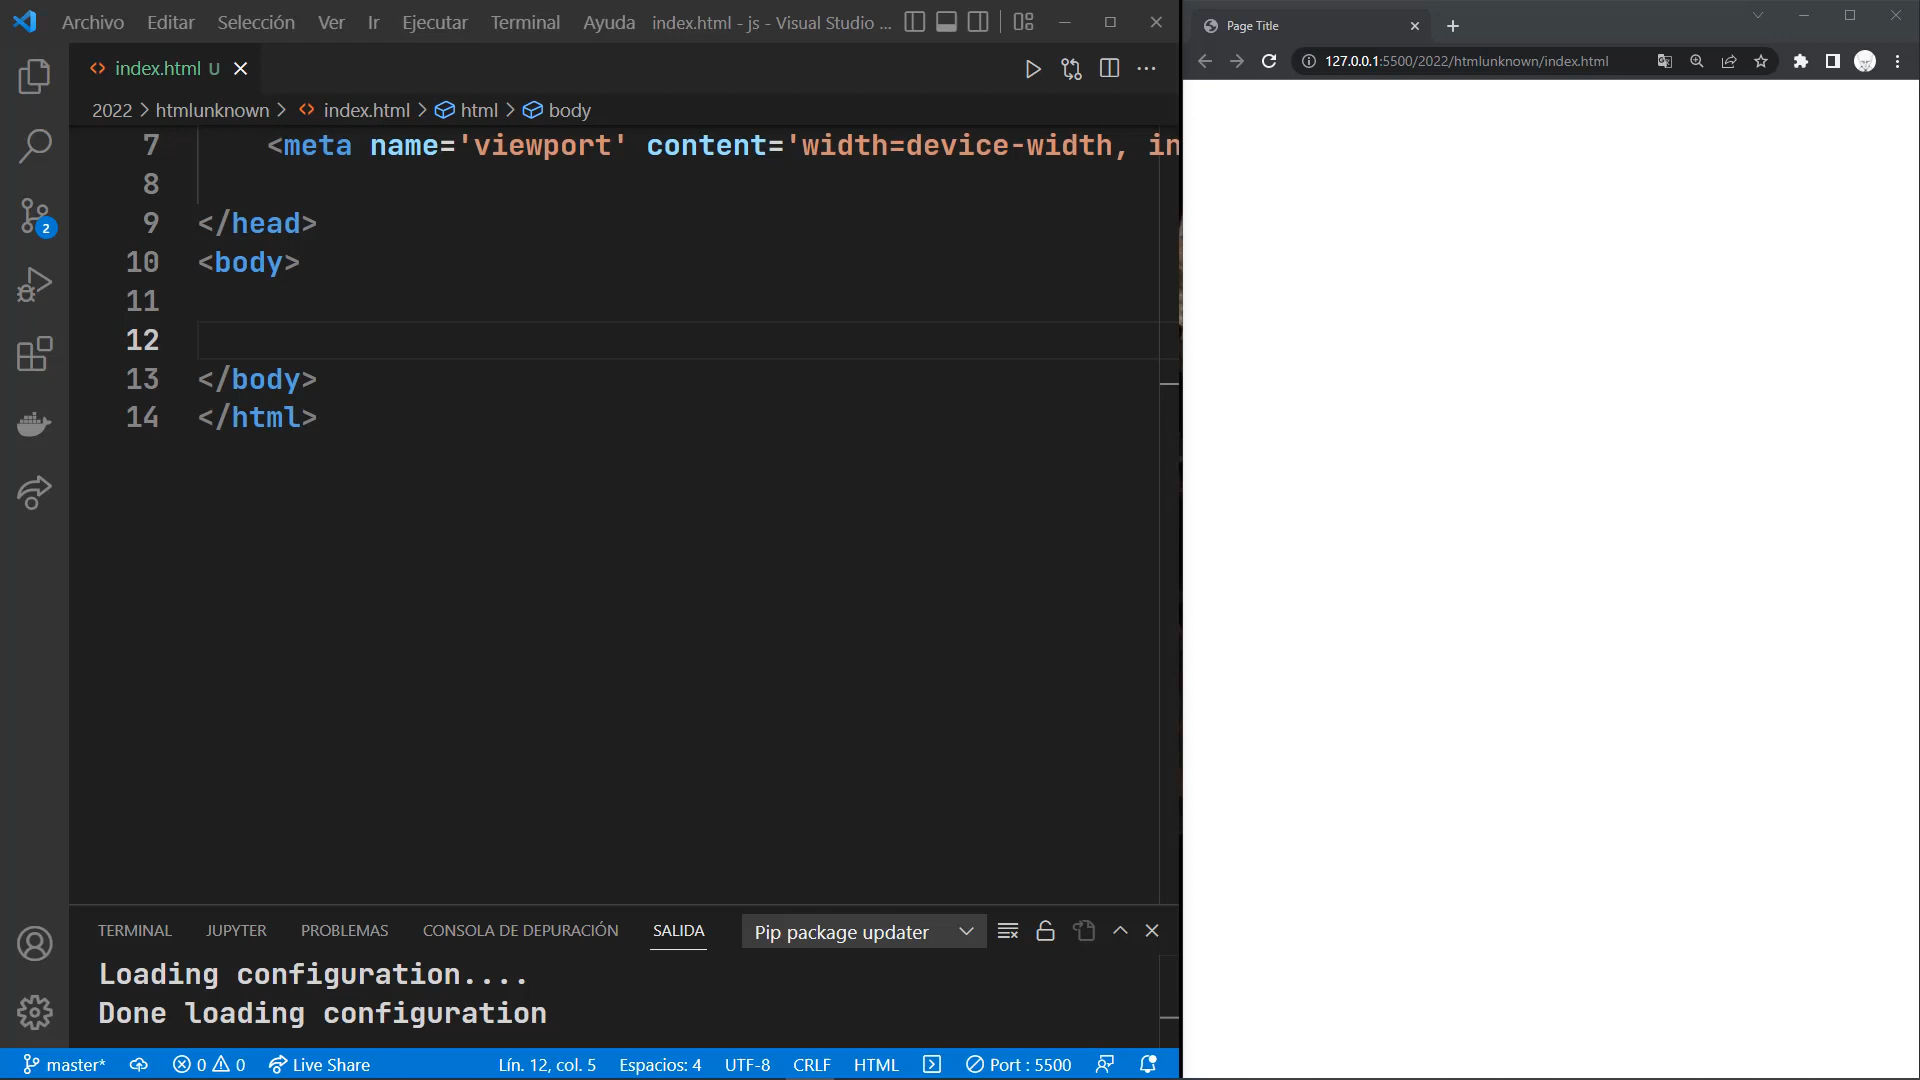 Archivo Editar Selección Ver Ir Ejecutar Terminal Ayuda index.html - js - Visual Studio ...
index.html U
2022 > htmlunknown > index.html > html > body
7 <meta name='viewport' content='width=device-width, in
8
9 </head>
10 <body>
11
12
13 </body>
14 </html>
2
TERMINAL JUPYTER PROBLEMAS CONSOLA DE DEPURACIÓN SALIDA Pip package updater
Loading configuration....
Done loading configuration
master* 0 0 Live Share Lín. 12, col. 5 Espacios: 4 UTF-8 CRLF HTML Port : 5500
Page Title
127.0.0.1:5500/2022/htmlunknown/index.html